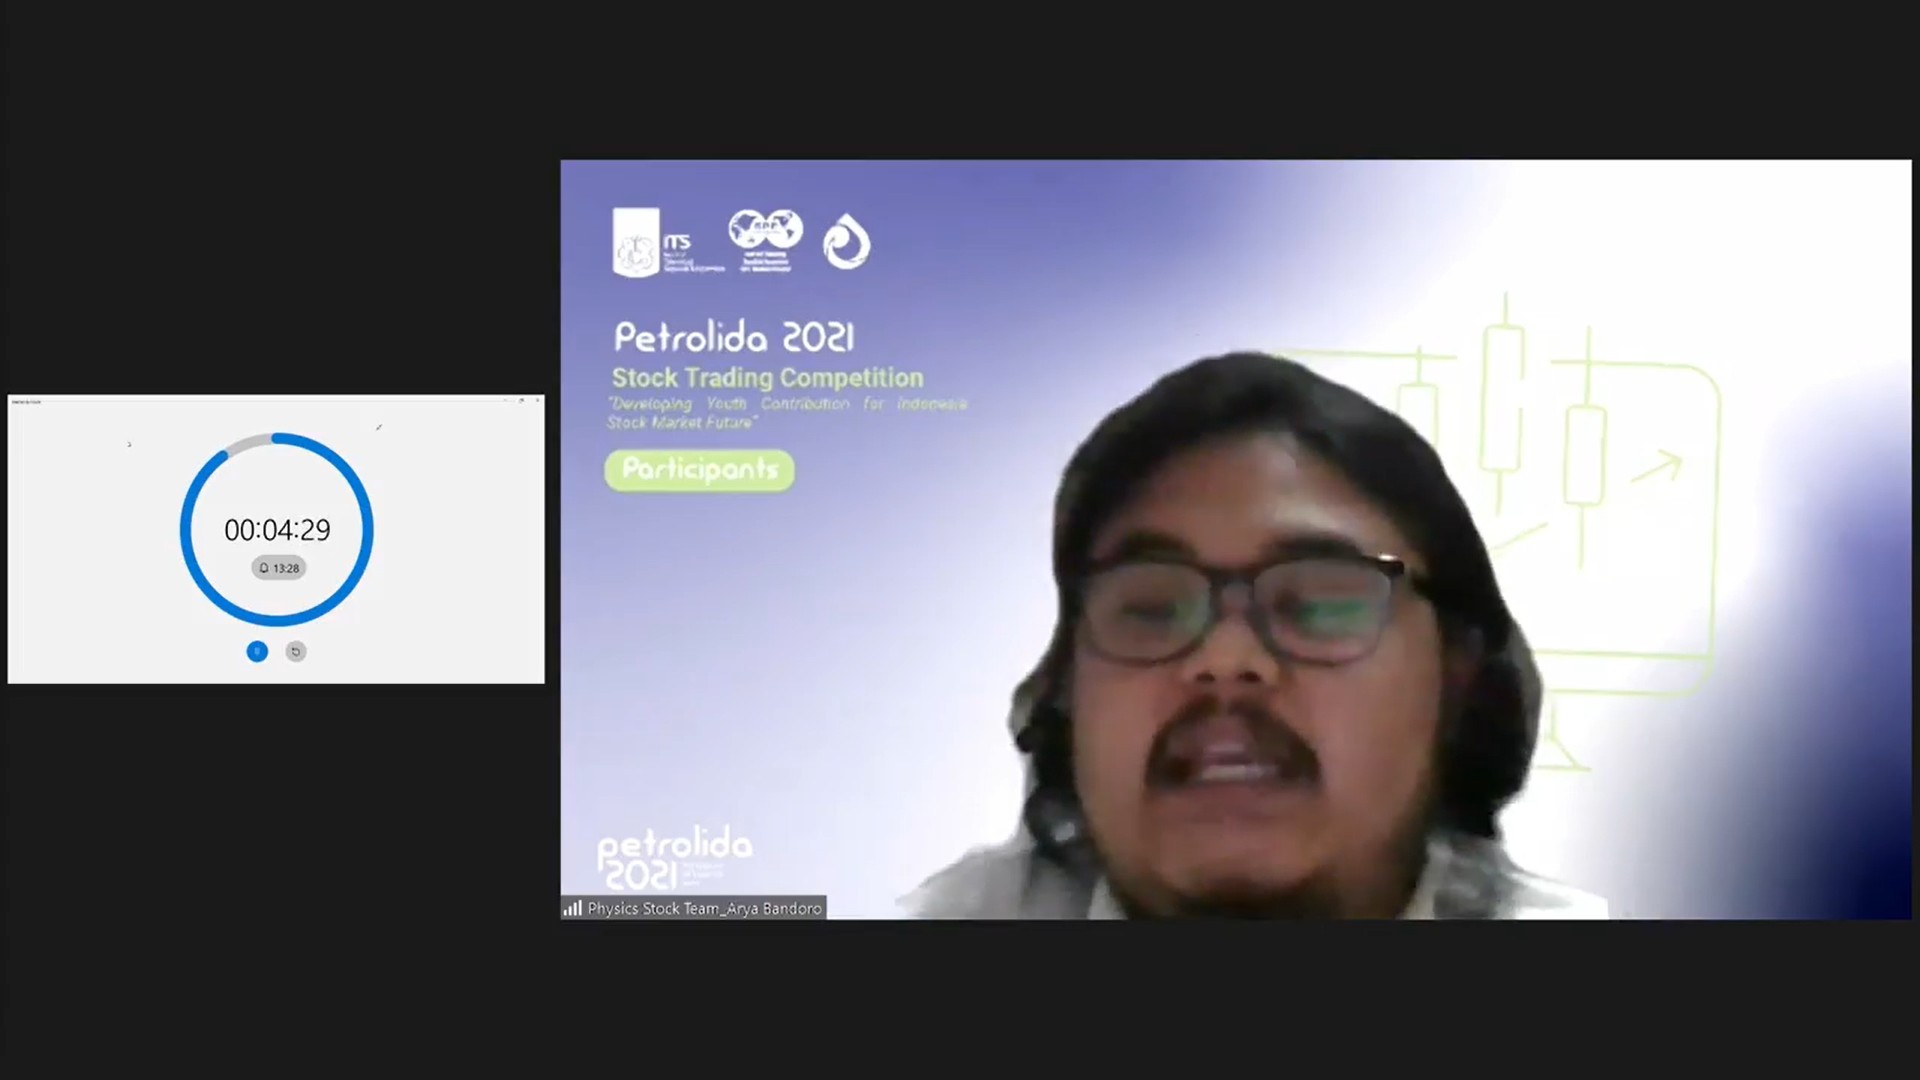 00:04:29
13:28
ITS
SPE
Petrolida 2021
Stock Trading Competition
"Developing Youth Contribution for Indonesia
Stock Market Future"
Participants
petrolida
2021
Physics Stock Team_Arya Bandoro